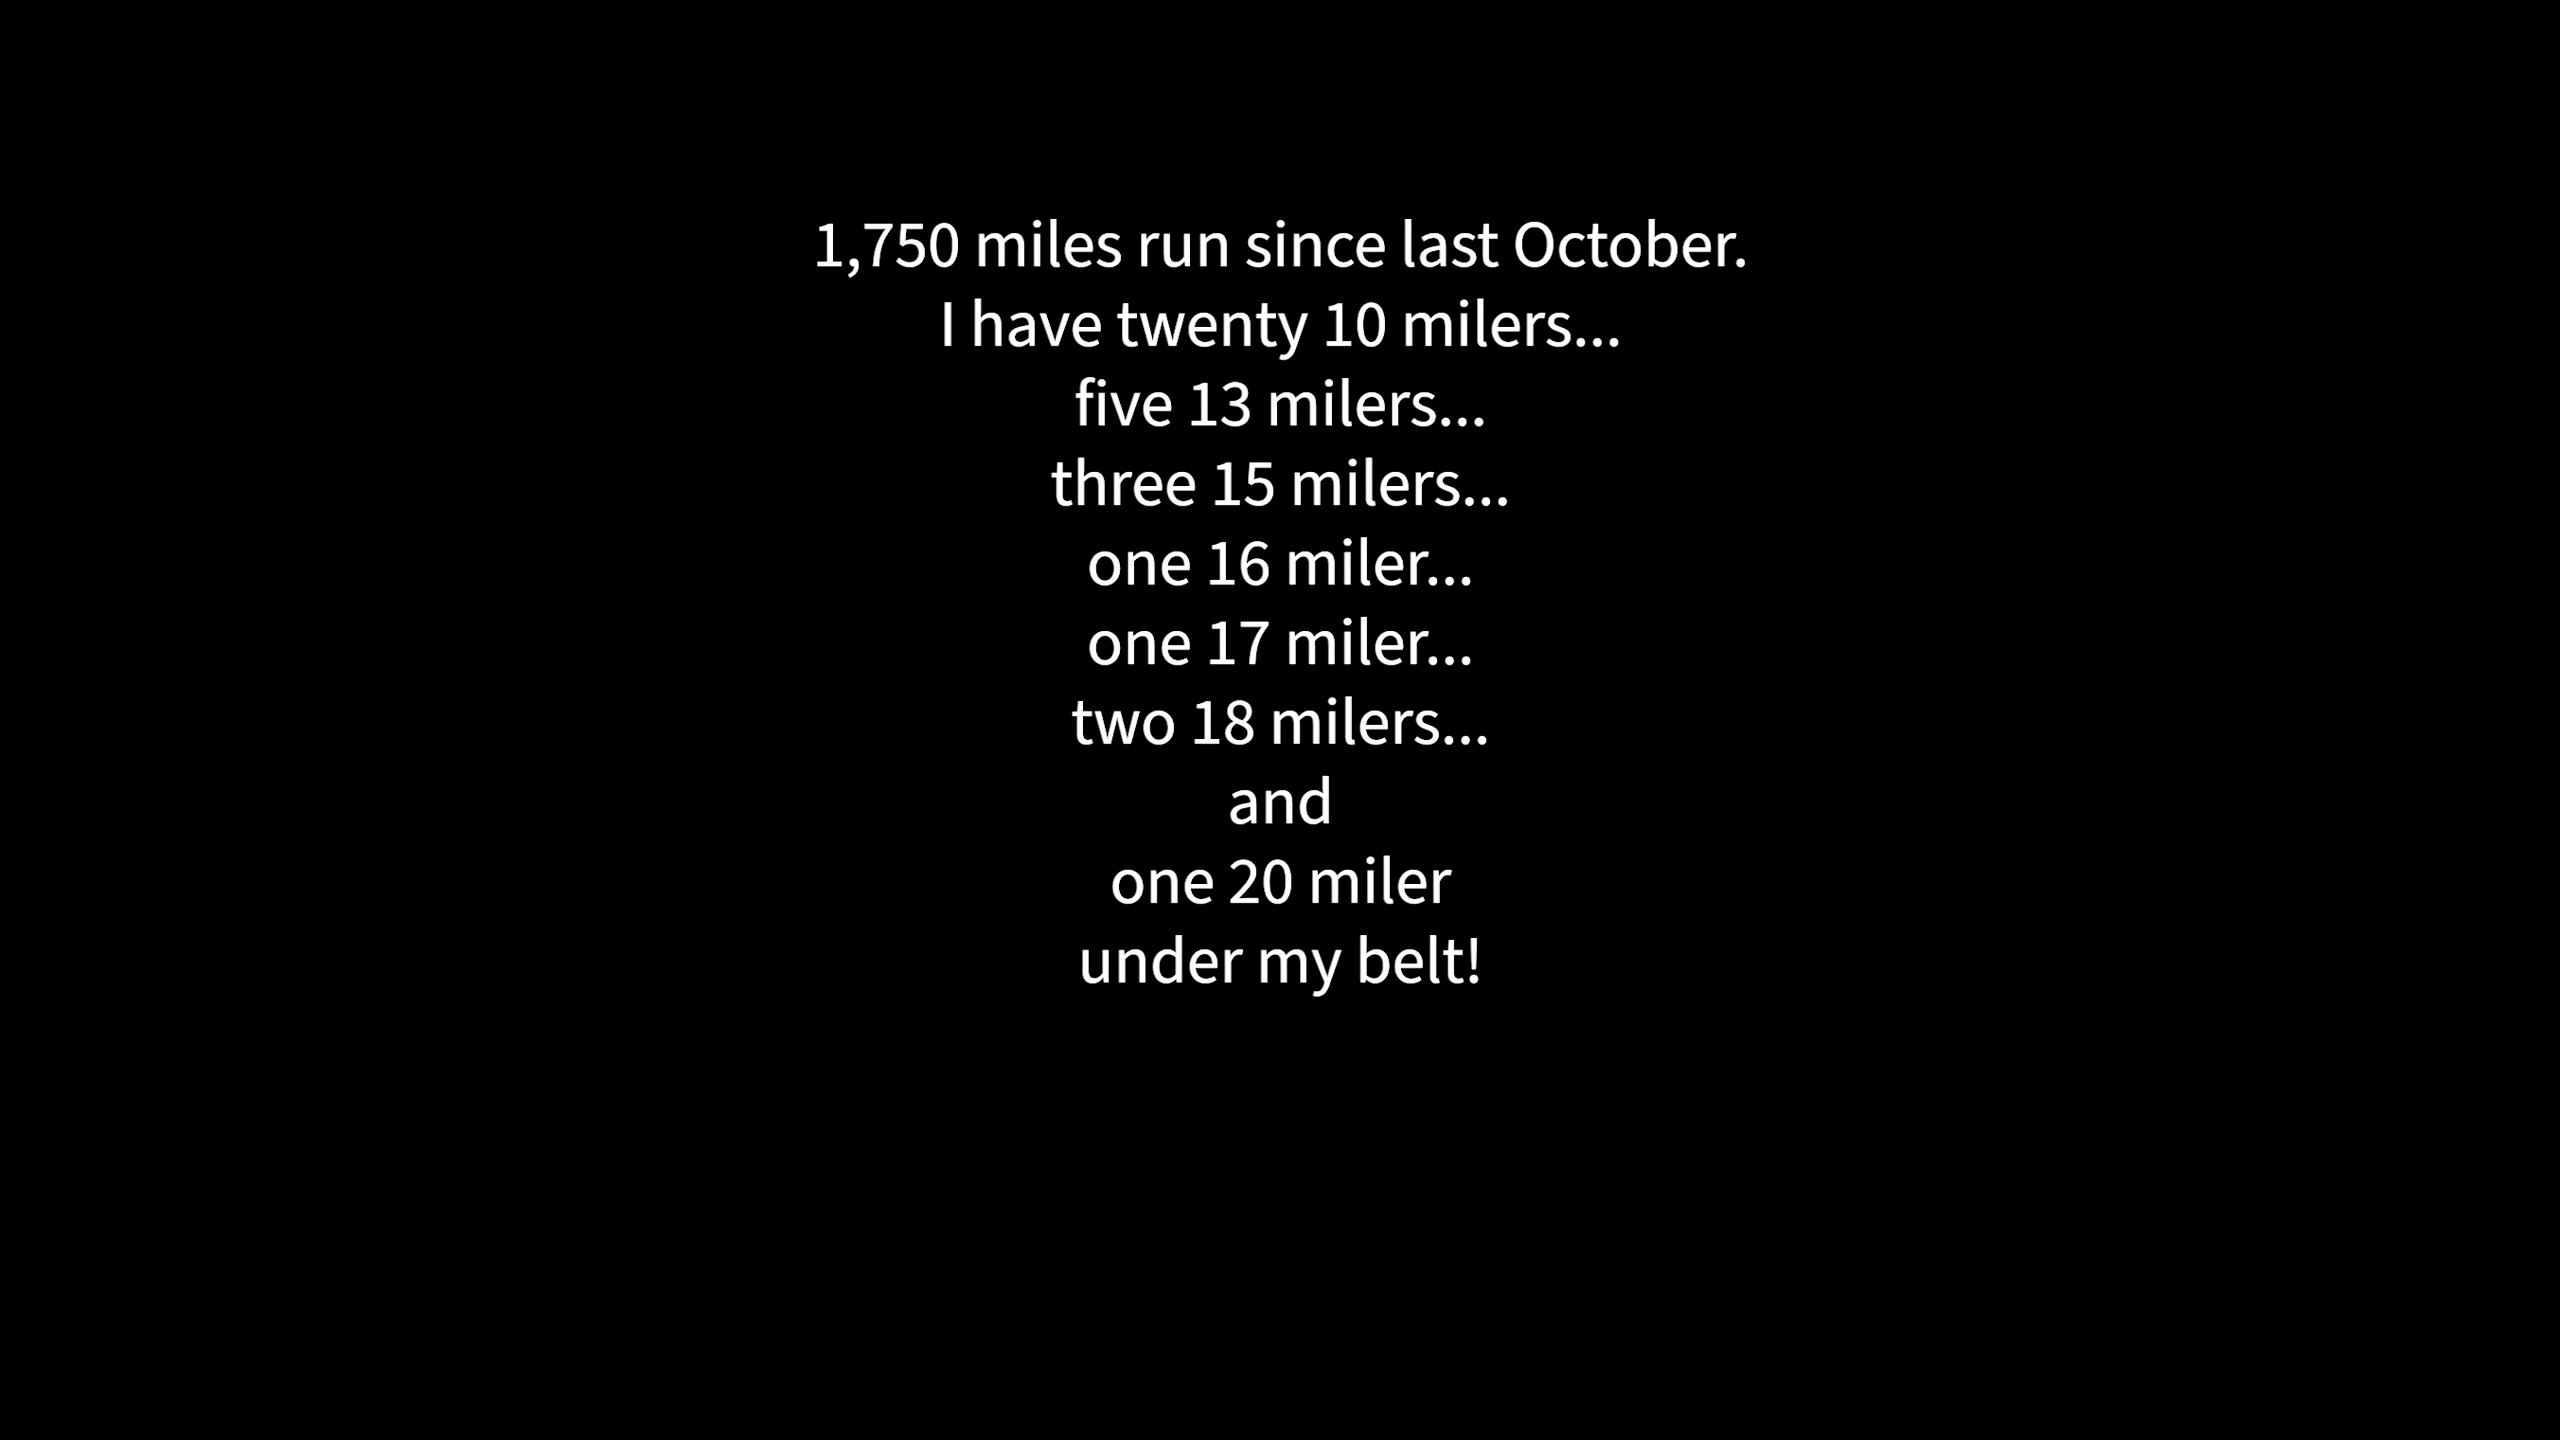 1,750 miles run since last October.
I have twenty 10 milers...
five 13 milers...
three 15 milers...
one 16 miler...
one 17 miler...
two 18 milers...
and
one 20 miler
under my belt!